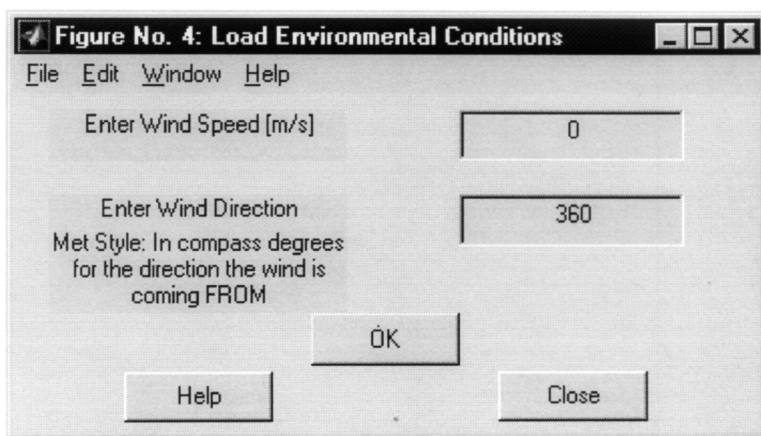 Figure No. 4: Load Environmental Conditions
File Edit Window Help
Enter Wind Speed [m/s]
0
Enter Wind Direction
360
Met Style: In compass degrees
for the direction the wind is
coming FROM
OK
Help
Close